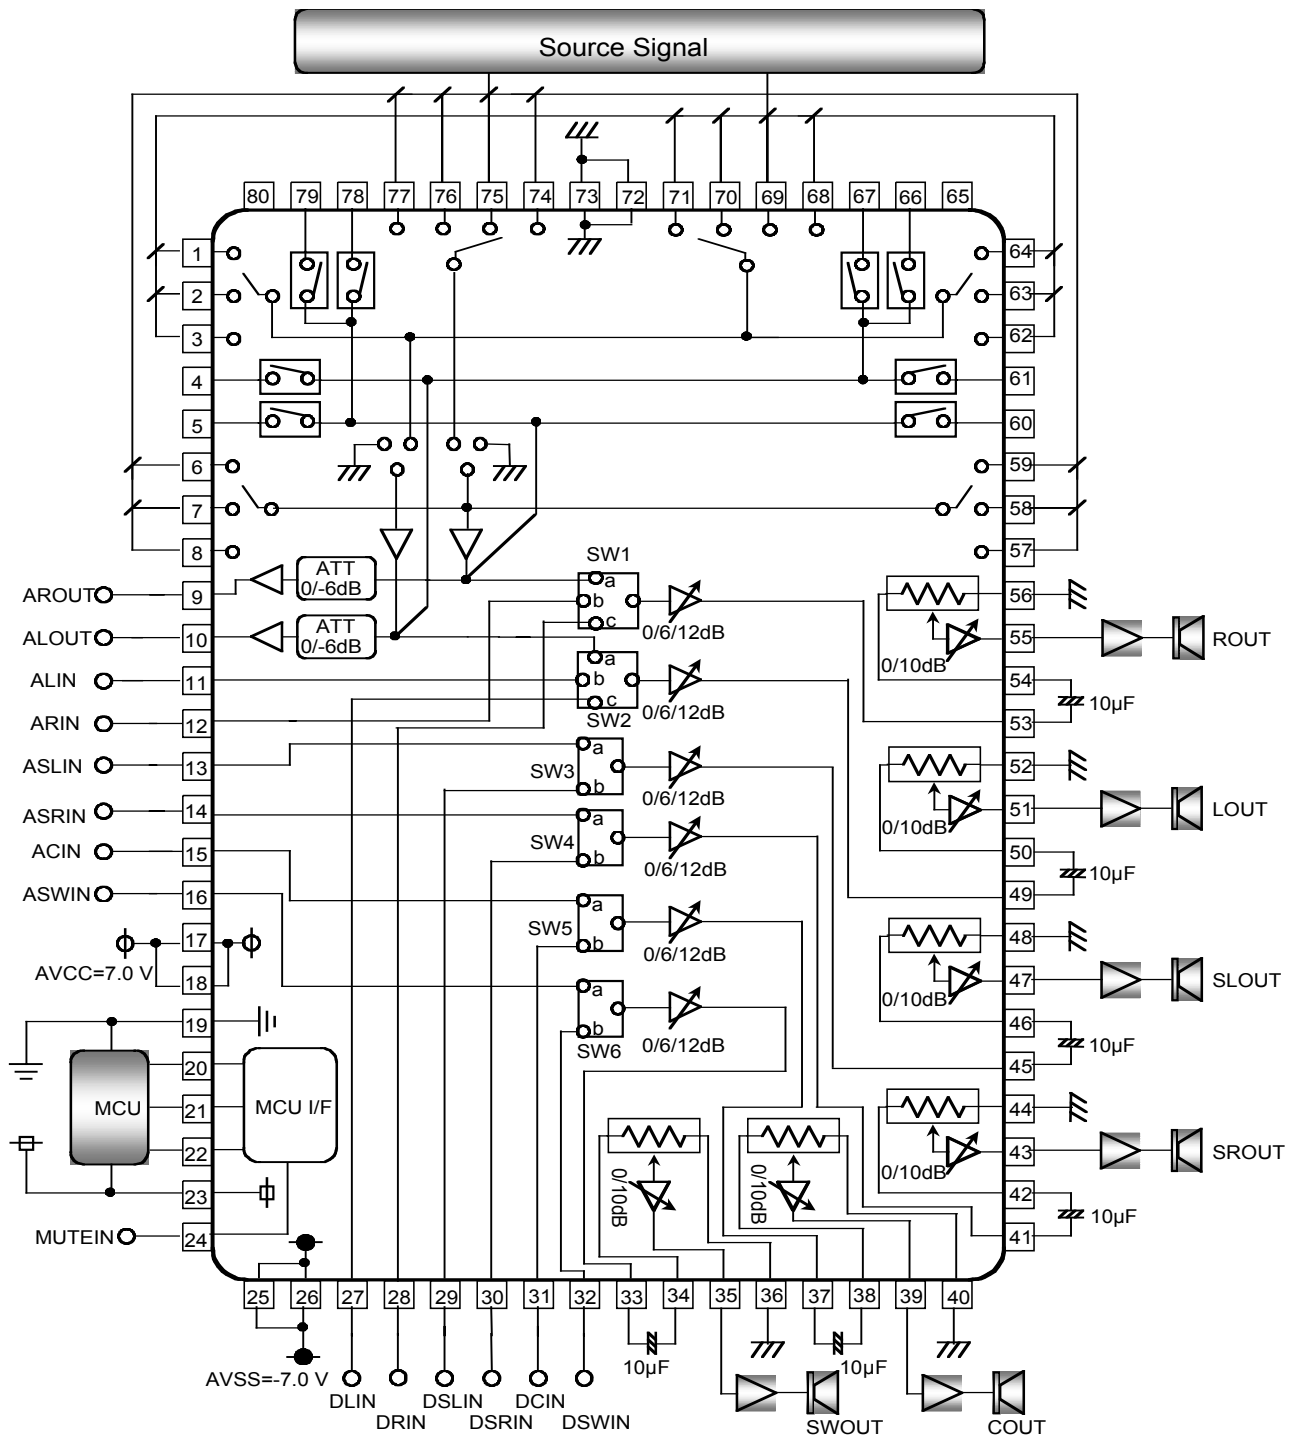 Source Signal
80 79 78 77 76 75 74 73 72 71 70 69 68 67 66 65
1 64
2 63
3 62
4 61
5 60
6 59
7 58
8 57
SW1
AROUT 9 ATT 0/-6dB a b c 0/6/12dB 56
ALOUT 10 ATT 0/-6dB 0/10dB 55 ROUT
ALIN 11 a b c 0/6/12dB 54
10µF
ARIN 12 SW2 53
ASLIN 13 SW3 a b 0/6/12dB 52
ASRIN 14 SW4 a b 0/6/12dB 0/10dB 51 LOUT
ACIN 15 50
10µF
ASWIN 16 SW5 a b 0/6/12dB 49
17 48
AVCC=7.0 V
18 0/10dB 47 SLOUT
19 SW6 a b 0/6/12dB 46
10µF
20 45
MCU 21 MCU I/F 44
22 0/10dB 0/10dB 0/10dB 43 SROUT
23 42
10µF
MUTEIN 24 41
25 26 27 28 29 30 31 32 33 34 35 36 37 38 39 40
AVSS=-7.0 V
10µF 10µF
DLIN DSLIN DCIN
DRIN DSRIN DSWIN
SWOUT COUT